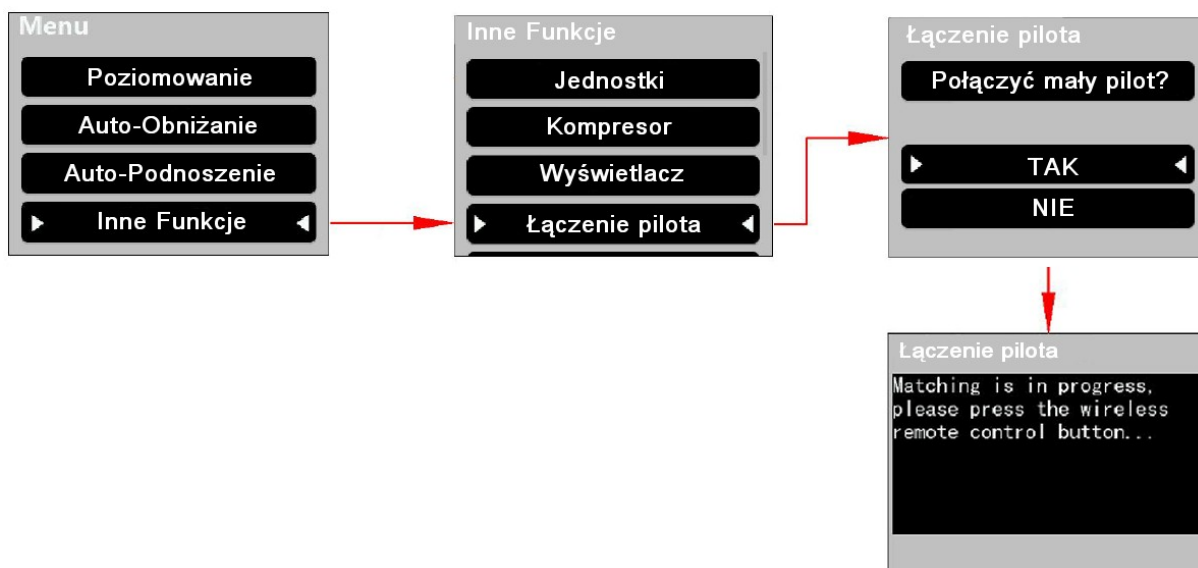 Menu
Poziomowanie
Auto-Obniżanie
Auto-Podnoszenie
Inne Funkcje
Inne Funkcje
Jednostki
Kompresor
Wyświetlacz
Łączenie pilota
Łączenie pilota
Połączyć mały pilot?
TAK
NIE
Łączenie pilota
Matching is in progress,
please press the wireless
remote control button...